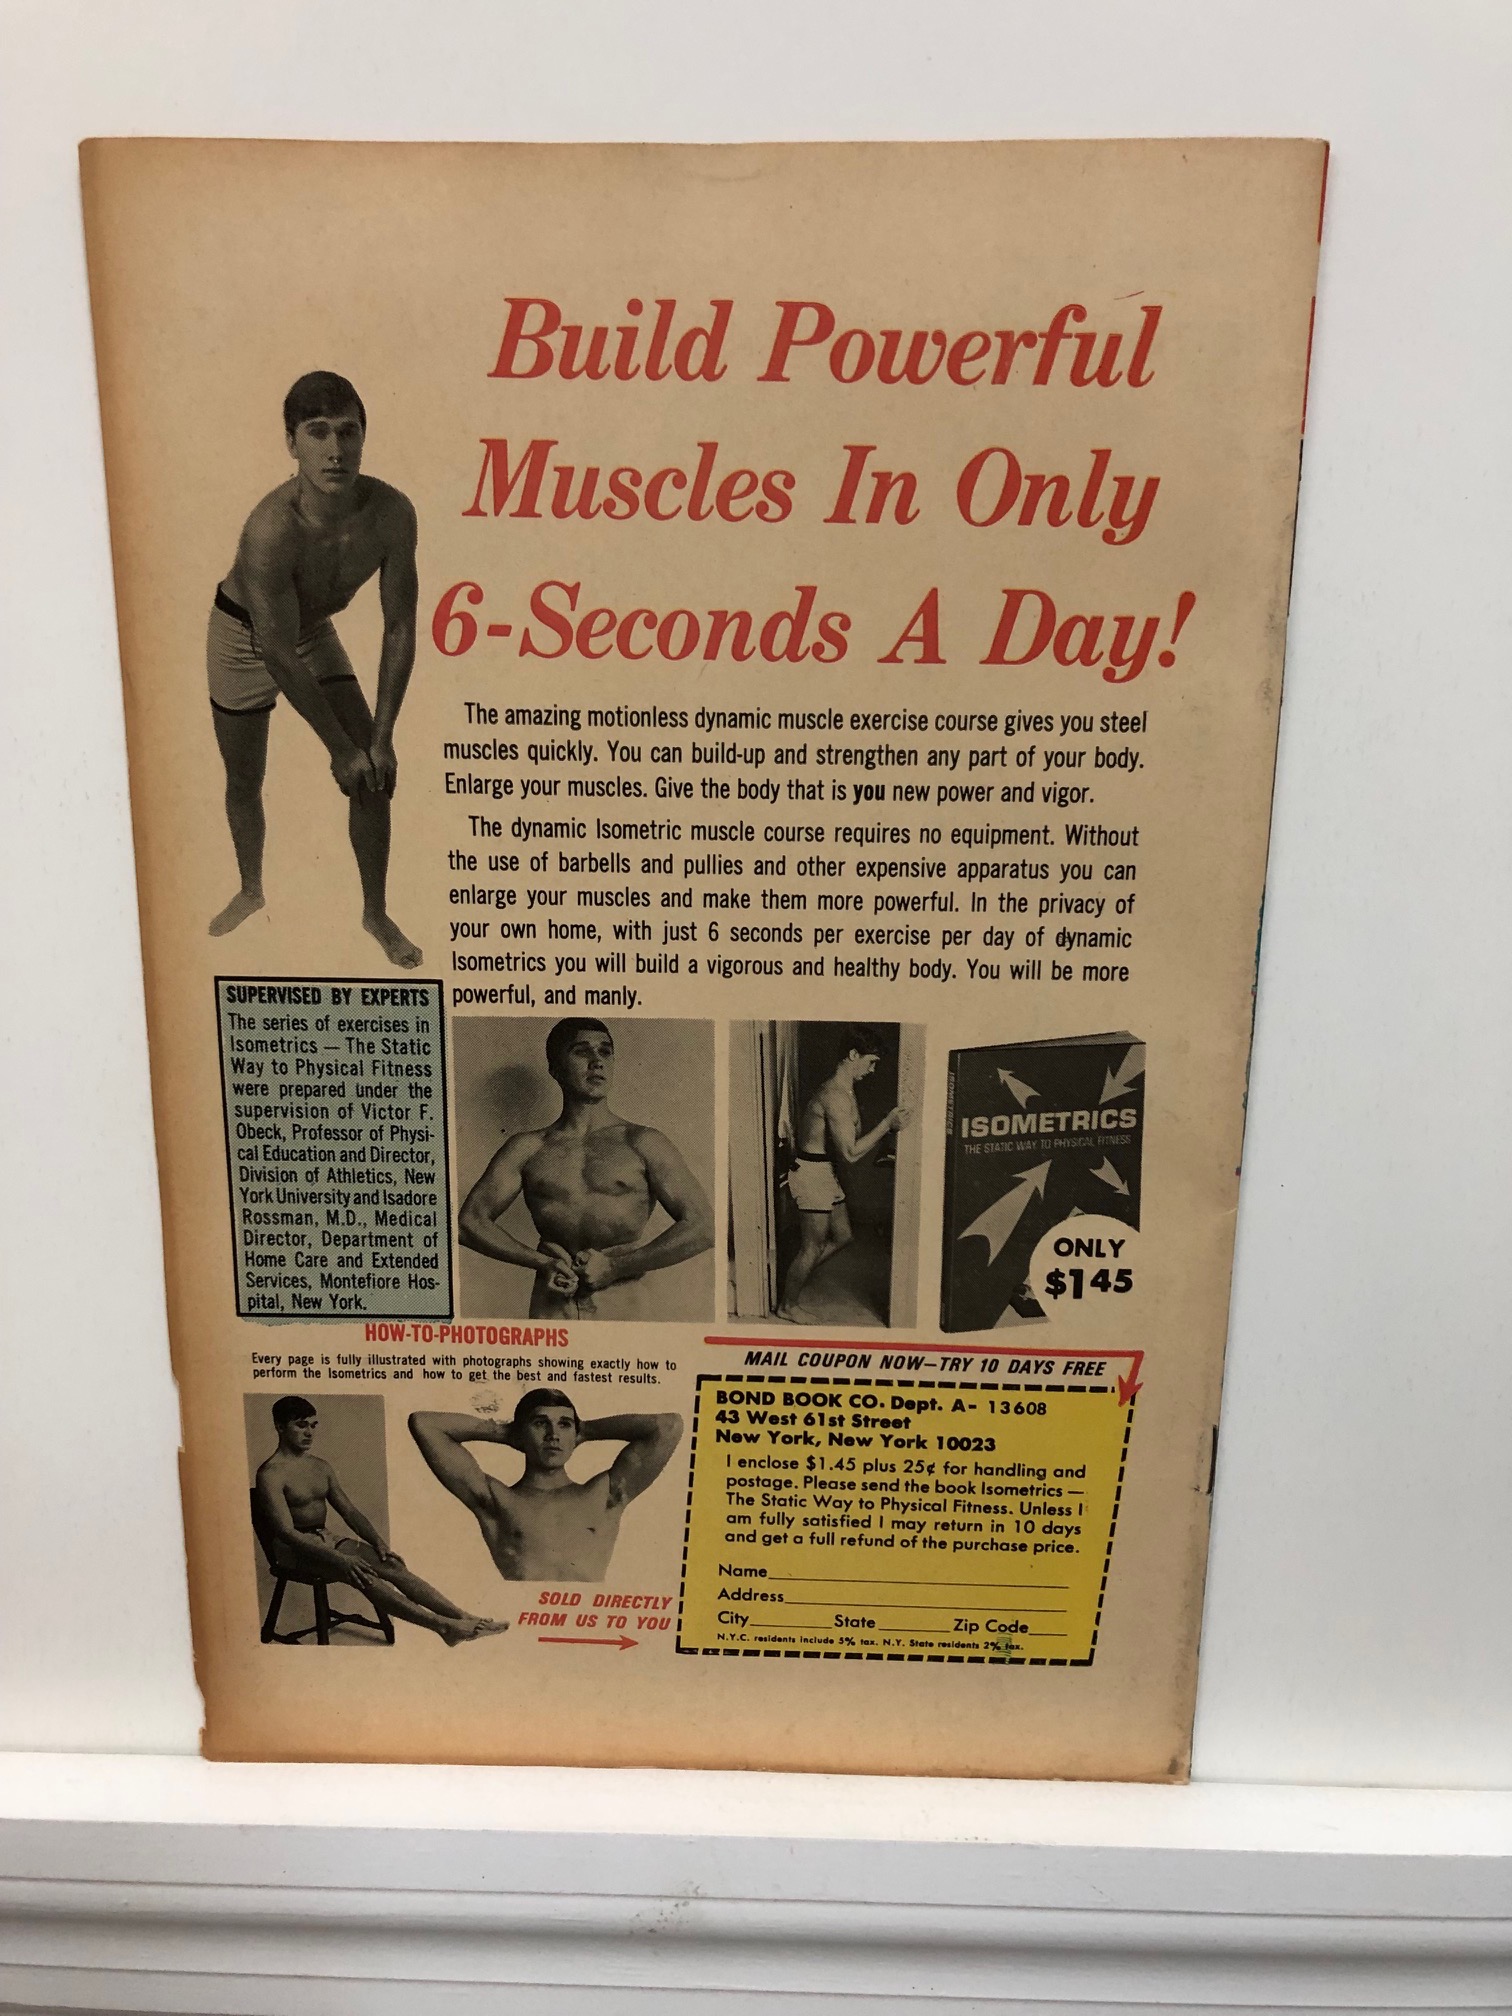 Build Powerful
Muscles In Only
6-Seconds A Day!
The amazing motionless dynamic muscle exercise course gives you steel
muscles quickly. You can build-up and strengthen any part of your body.
Enlarge your muscles. Give the body that is you new power and vigor.
The dynamic Isometric muscle course requires no equipment. Without
the use of barbells and pullies and other expensive apparatus you can
enlarge your muscles and make them more powerful. In the privacy of
your own home, with just 6 seconds per exercise per day of dynamic
Isometrics you will build a vigorous and healthy body. You will be more
powerful, and manly.
SUPERVISED BY EXPERTS
The series of exercises in
Isometrics — The Static
Way to Physical Fitness
were prepared under the
supervision of Victor F.
Obeck, Professor of Physi-
cal Education and Director,
Division of Athletics, New
York University and Isadore
Rossman, M.D., Medical
Director, Department of
Home Care and Extended
Services, Montefiore Hos-
pital, New York.
ISOMETRICS
ISOMETRICS
THE STATIC WAY TO PHYSICAL FITNESS
ONLY
$1 45
HOW-TO-PHOTOGRAPHS
Every page is fully illustrated with photographs showing exactly how to
perform the Isometrics and how to get the best and fastest results.
SOLD DIRECTLY
FROM US TO YOU
MAIL COUPON NOW—TRY 10 DAYS FREE
BOND BOOK CO. Dept. A- 13608
43 West 61st Street
New York, New York 10023
I enclose $1.45 plus 25¢ for handling and
postage. Please send the book Isometrics —
The Static Way to Physical Fitness. Unless I
am fully satisfied I may return in 10 days
and get a full refund of the purchase price.
Name
Address
City State Zip Code
N.Y.C. residents include 5% tax. N.Y. State residents 2% tax.